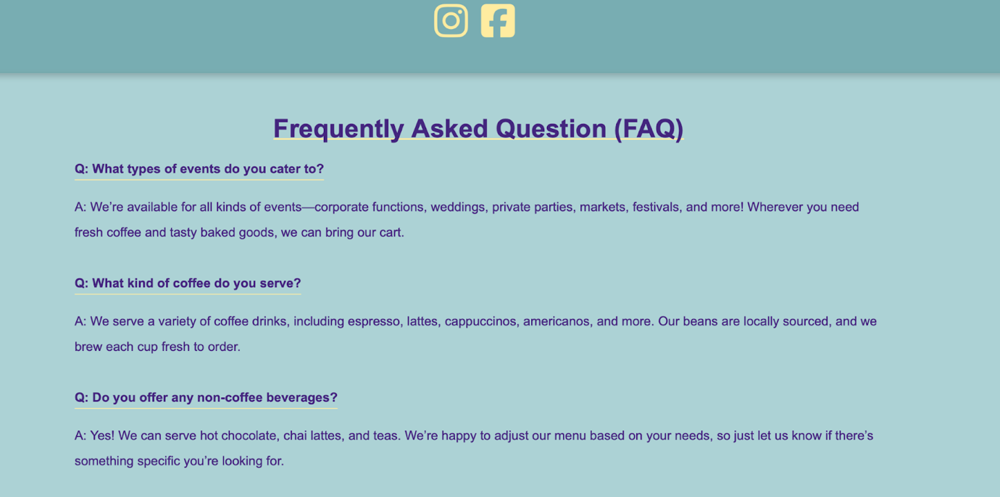 Frequently Asked Question (FAQ)
Q: What types of events do you cater to?
A: We’re available for all kinds of events—corporate functions, weddings, private parties, markets, festivals, and more! Wherever you need
fresh coffee and tasty baked goods, we can bring our cart.
Q: What kind of coffee do you serve?
A: We serve a variety of coffee drinks, including espresso, lattes, cappuccinos, americanos, and more. Our beans are locally sourced, and we
brew each cup fresh to order.
Q: Do you offer any non-coffee beverages?
A: Yes! We can serve hot chocolate, chai lattes, and teas. We’re happy to adjust our menu based on your needs, so just let us know if there’s
something specific you’re looking for.